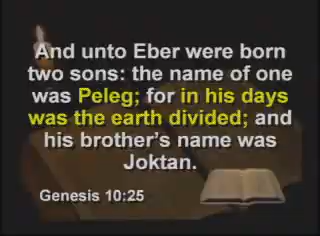 And unto Eber were born
two sons: the name of one
was Peleg; for in his days
was the earth divided; and
his brother's name was
Joktan.
Genesis 10:25